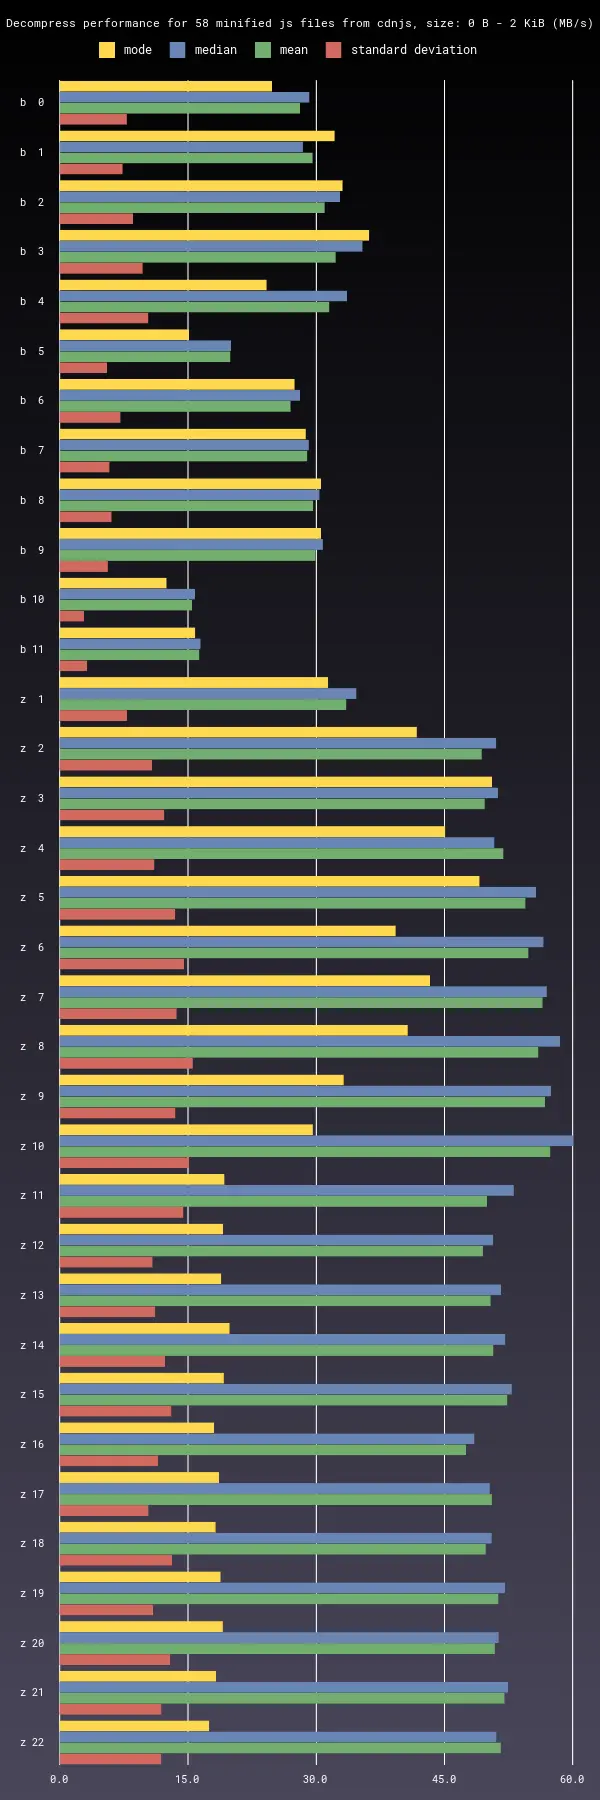 Decompress performance for 58 minified js files from cdnjs, size: 0 B - 2 KiB (MB/s)
mode median mean standard deviation
b 0
b 1
b 2
b 3
b 4
b 5
b 6
b 7
b 8
b 9
b 10
b 11
z 1
z 2
z 3
z 4
z 5
z 6
z 7
z 8
z 9
z 10
z 11
z 12
z 13
z 14
z 15
z 16
z 17
z 18
z 19
z 20
z 21
z 22
0.0 15.0 30.0 45.0 60.0